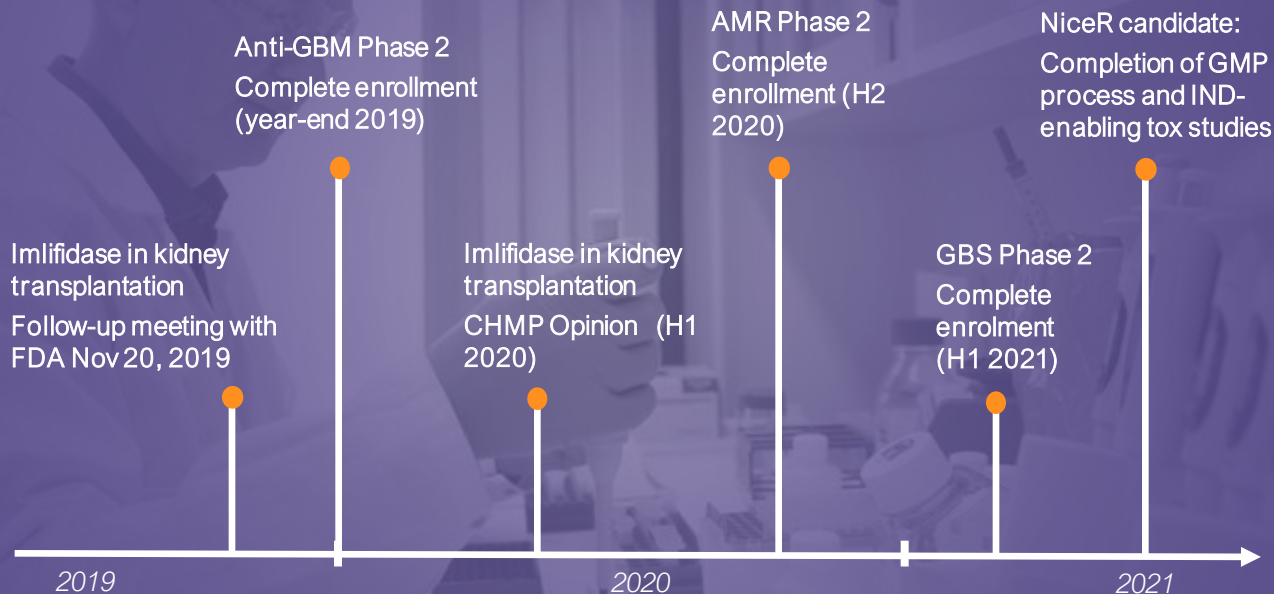 Anti-GBM Phase 2
Complete enrollment
(year-end 2019)
AMR Phase 2
Complete
enrollment (H2
2020)
NiceR candidate:
Completion of GMP
process and IND-
enabling tox studies
Imlifidase in kidney
transplantation
Follow-up meeting with
FDA Nov 20, 2019
Imlifidase in kidney
transplantation
CHMP Opinion (H1
2020)
GBS Phase 2
Complete
enrolment
(H1 2021)
2019
2020
2021